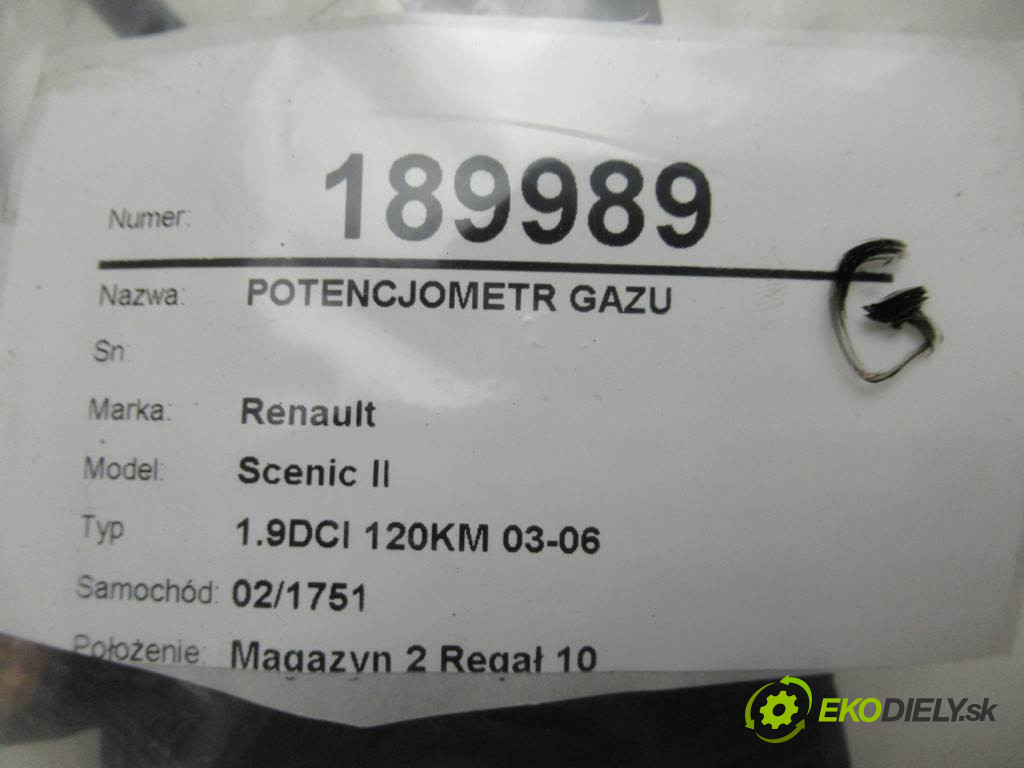 Numer: 189989
Nazwa: POTENCJOMETR GAZU
Sn:
Marka: Renault
Model: Scenic II
Typ 1.9DCI 120KM 03-06
Samochód: 02/1751
Położenie: Magazyn 2 Regał 10
G
EKODIELY.sk